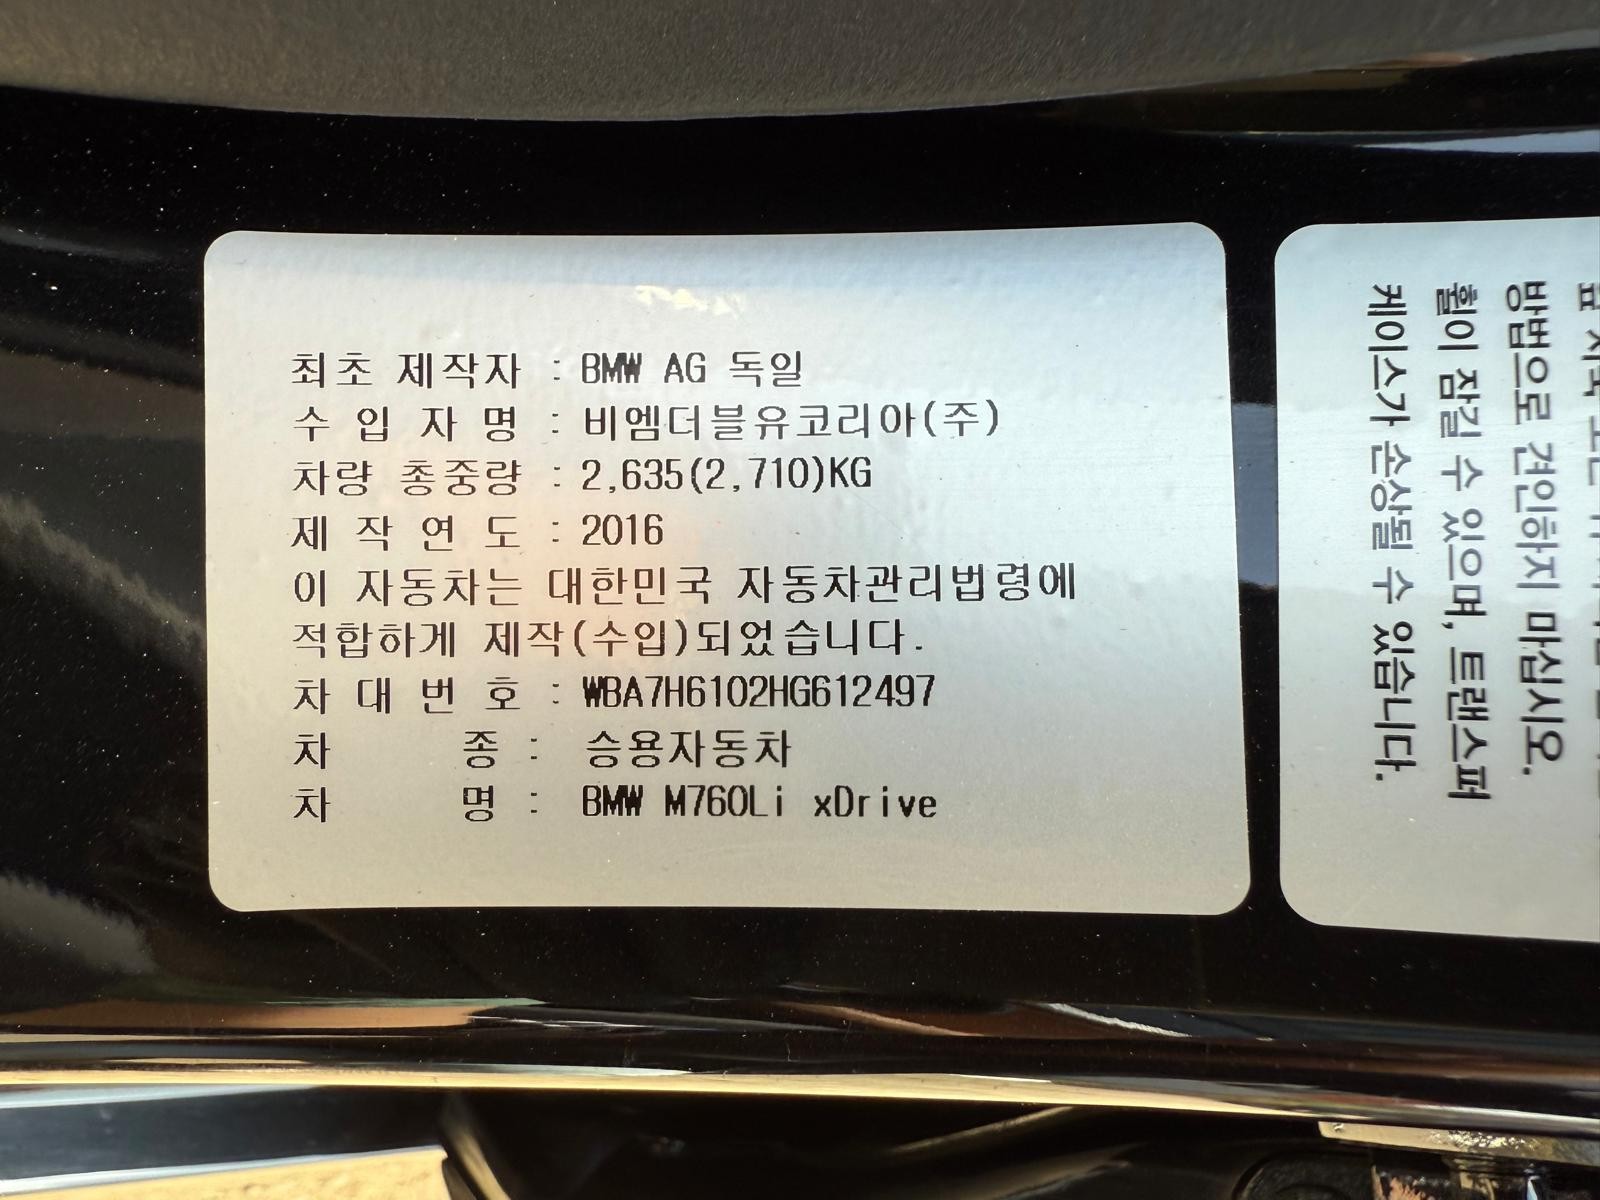 최초 제작자 : BMW AG 독일
수 입 자 명 : 비엠더블유코리아(주)
차량 총중량 : 2,635(2,710)KG
제 작 연 도 : 2016
이 자동차는 대한민국 자동차관리법령에
적합하게 제작(수입)되었습니다.
차 대 번 호 : WBA7H6102HG612497
차 종 : 승용자동차
차 명 : BMW M760Li xDrive
방법으로 견인하지 마십시오.
휠이 잠길 수 있으며, 트랜스퍼
케이스가 손상될 수 있습니다.